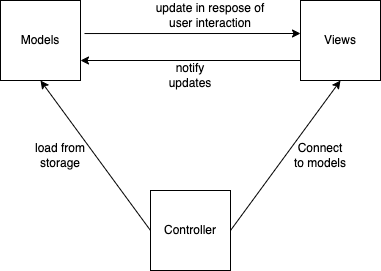 update in respose of
user interaction
Models
Views
notify
updates
load from
storage
Connect
to models
Controller